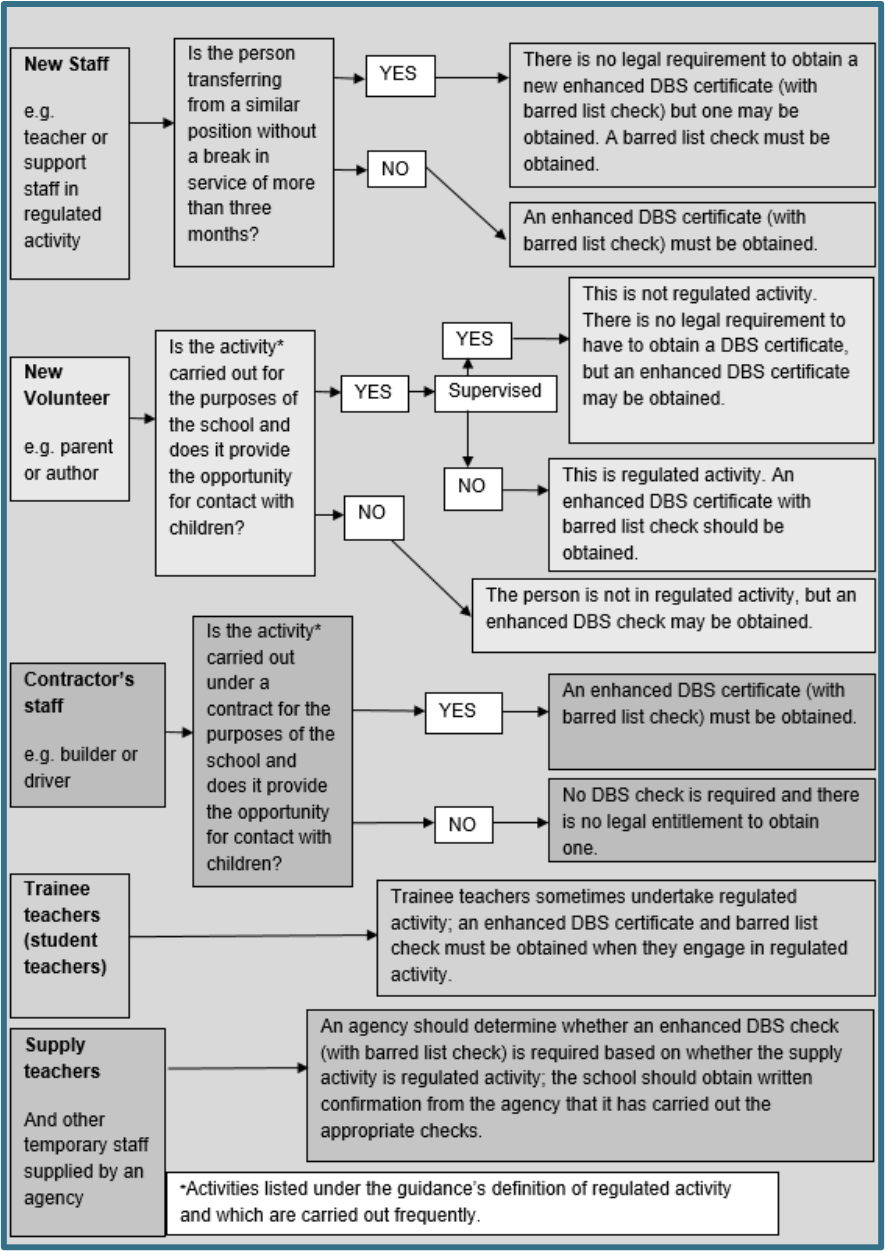 New Staff
e.g.
teacher or
support
staff in
regulated
activity
Is the person
transferring
from a similar
position without
a break in
service of more
than three
months?
YES
There is no legal requirement to obtain a
new enhanced DBS certificate (with
barred list check) but one may be
obtained. A barred list check must be
obtained.
NO
An enhanced DBS certificate (with
barred list check) must be obtained.
New
Volunteer
e.g. parent
or author
Is the activity*
carried out for
the purposes of
the school and
does it provide
the opportunity
for contact with
children?
YES
Supervised
YES
This is not regulated activity.
There is no legal requirement to
have to obtain a DBS certificate,
but an enhanced DBS certificate
may be obtained.
NO
This is regulated activity. An
enhanced DBS certificate with
barred list check should be
obtained.
NO
The person is not in regulated activity, but an
enhanced DBS check may be obtained.
Contractor's
staff
e.g. builder or
driver
Is the activity*
carried out
under a
contract for the
purposes of the
school and
does it provide
the opportunity
for contact with
children?
YES
An enhanced DBS certificate (with
barred list check) must be obtained.
NO
No DBS check is required and there
is no legal entitlement to obtain
one.
Trainee
teachers
(student
teachers)
Trainee teachers sometimes undertake regulated
activity; an enhanced DBS certificate and barred list
check must be obtained when they engage in regulated
activity.
Supply
teachers
And other
temporary staff
supplied by an
agency
An agency should determine whether an enhanced DBS check
(with barred list check) is required based on whether the supply
activity is regulated activity; the school should obtain written
confirmation from the agency that it has carried out the
appropriate checks.
*Activities listed under the guidance's definition of regulated activity
and which are carried out frequently.